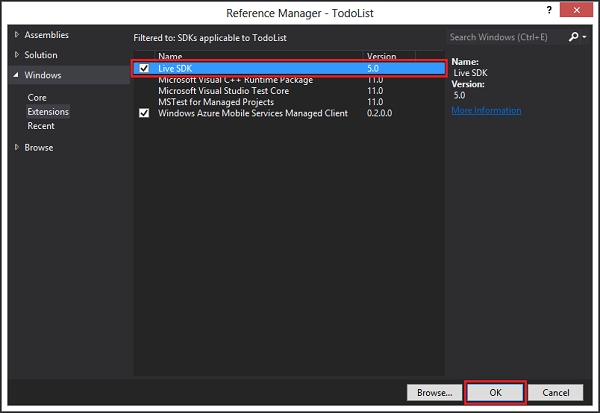 Reference Manager - TodoList
? ×
Assemblies
Solution
Windows
Core
Extensions
Recent
Browse
Filtered to: SDKs applicable to TodoList
Name Version
Live SDK 5.0
Microsoft Visual C++ Runtime Package 11.0
Microsoft Visual Studio Test Core 11.0
MSTest for Managed Projects 11.0
Windows Azure Mobile Services Managed Client 0.2.0.0
Search Windows (Ctrl+E)
Name:
Live SDK
Version:
5.0
More Information
Browse... OK Cancel